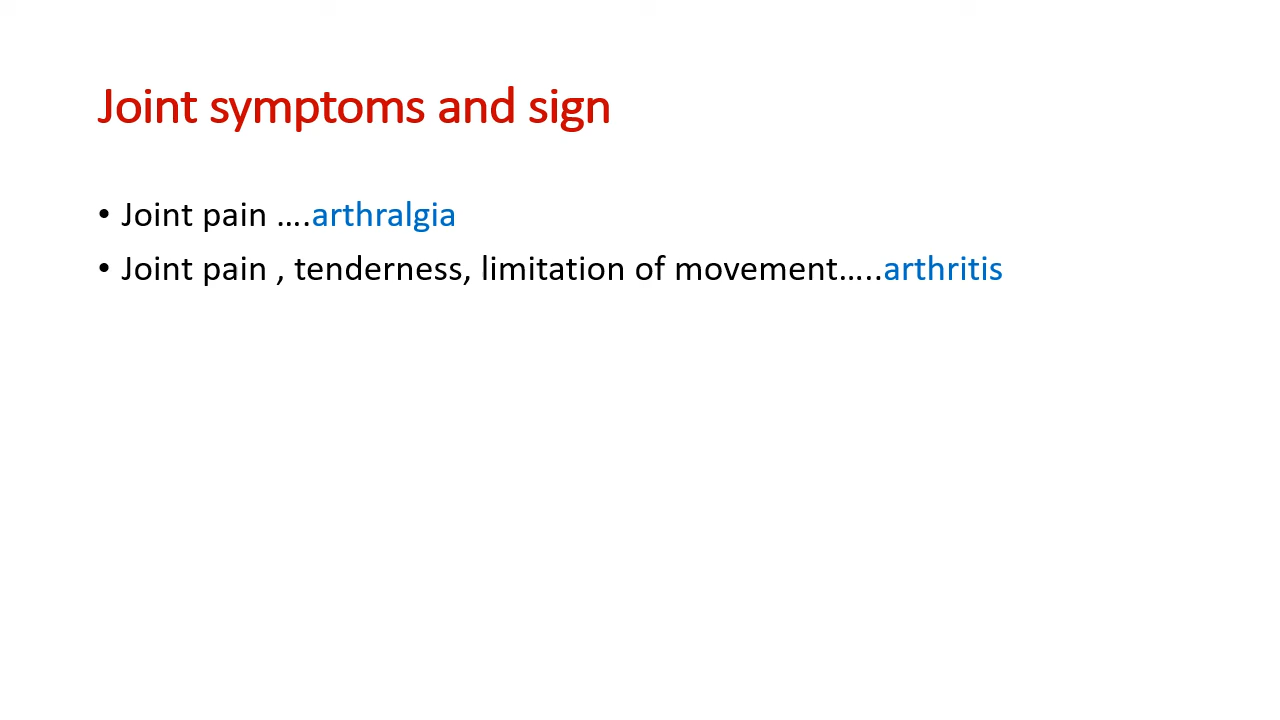 Joint symptoms and sign
• Joint pain ….arthralgia
• Joint pain , tenderness, limitation of movement…..arthritis